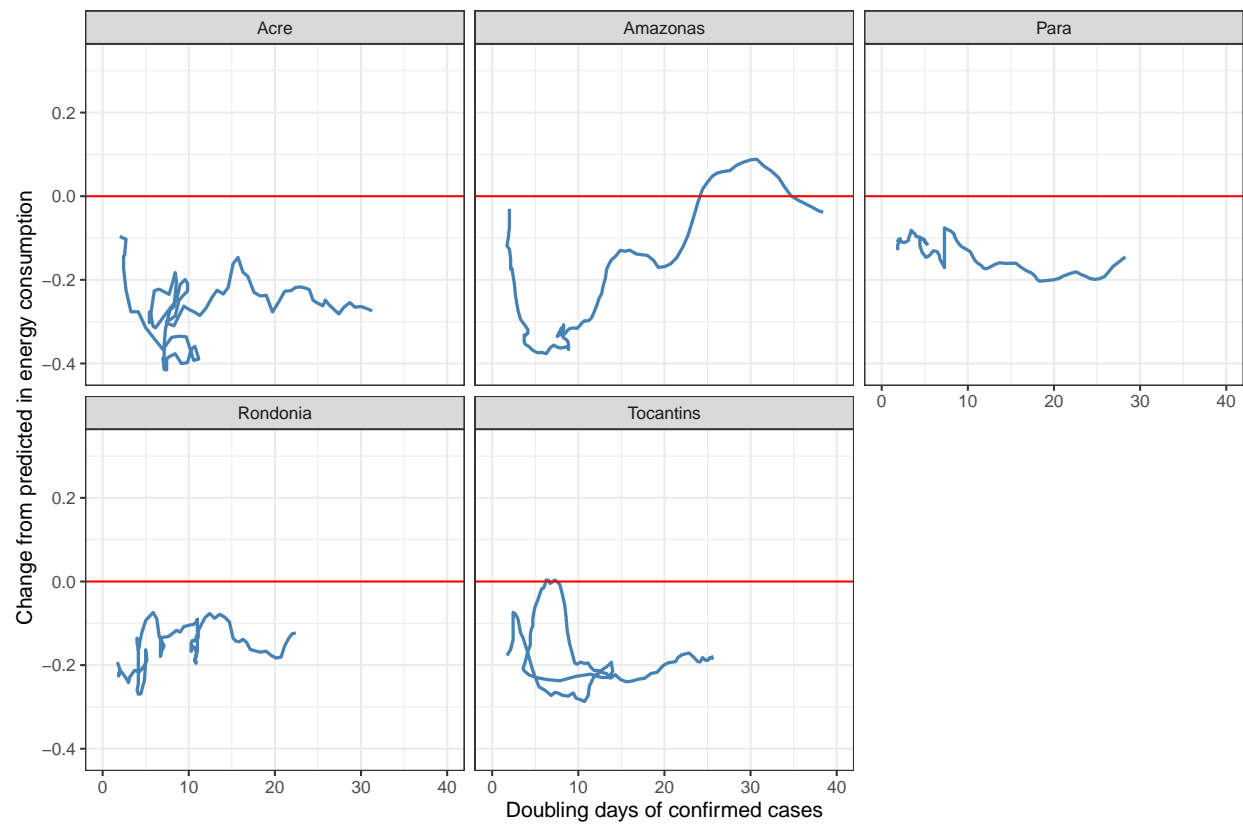 Acre
Amazonas
Para
0.2
0.0
−0.2
−0.4
0 10 20 30 40
Rondonia
Tocantins
0.2
0.0
−0.2
−0.4
0 10 20 30 40
0 10 20 30 40
Doubling days of confirmed cases
Change from predicted in energy consumption